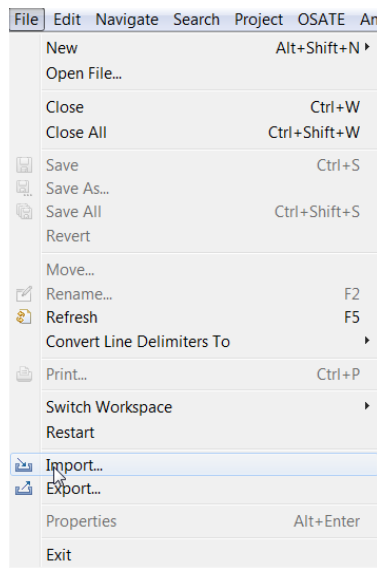 File Edit Navigate Search Project OSATE An
New Alt+Shift+N
Open File...
Close Ctrl+W
Close All Ctrl+Shift+W
Save Ctrl+S
Save As...
Save All Ctrl+Shift+S
Revert
Move...
Rename... F2
Refresh F5
Convert Line Delimiters To
Print... Ctrl+P
Switch Workspace
Restart
Import...
Export...
Properties Alt+Enter
Exit